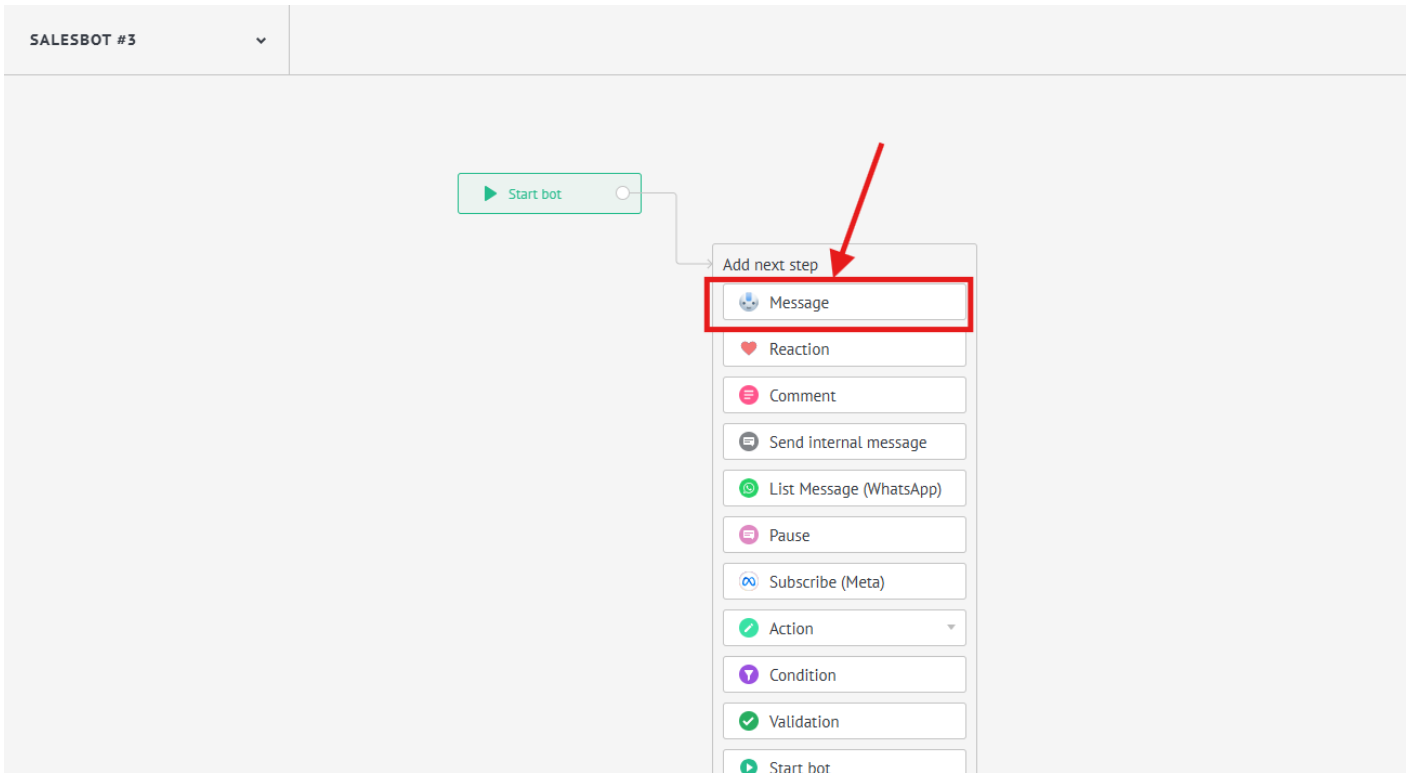 SALESBOT #3
Start bot
Add next step
Message
Reaction
Comment
Send internal message
List Message (WhatsApp)
Pause
Subscribe (Meta)
Action
Condition
Validation
Start bot